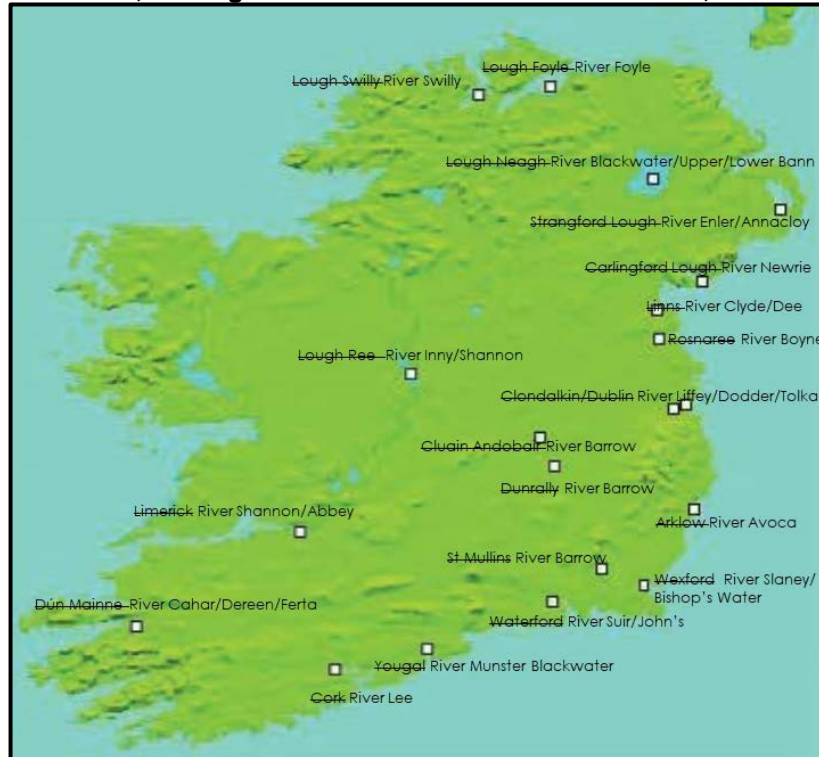 Lough Foyle River Foyle
Lough Swilly River Swilly
Lough Neagh River Blackwater/Upper/Lower Bann
Strangford Lough River Enler/Annacloy
Carlingford Lough River Newrie
Linns River Clyde/Dee
Rosnaree River Boyne
Lough Ree River Inny/Shannon
Clondalkin/Dublin River Liffey/Dodder/Tolka
Cluain Andobair River Barrow
Dunrally River Barrow
Limerick River Shannon/Abbey
Arklow River Avoca
St Mullins River Barrow
Wexford River Slaney/
Bishop's Water
Dún Mainne River Cahar/Dereen/Ferta
Waterford River Suir/John's
Yougal River Munster Blackwater
Cork River Lee